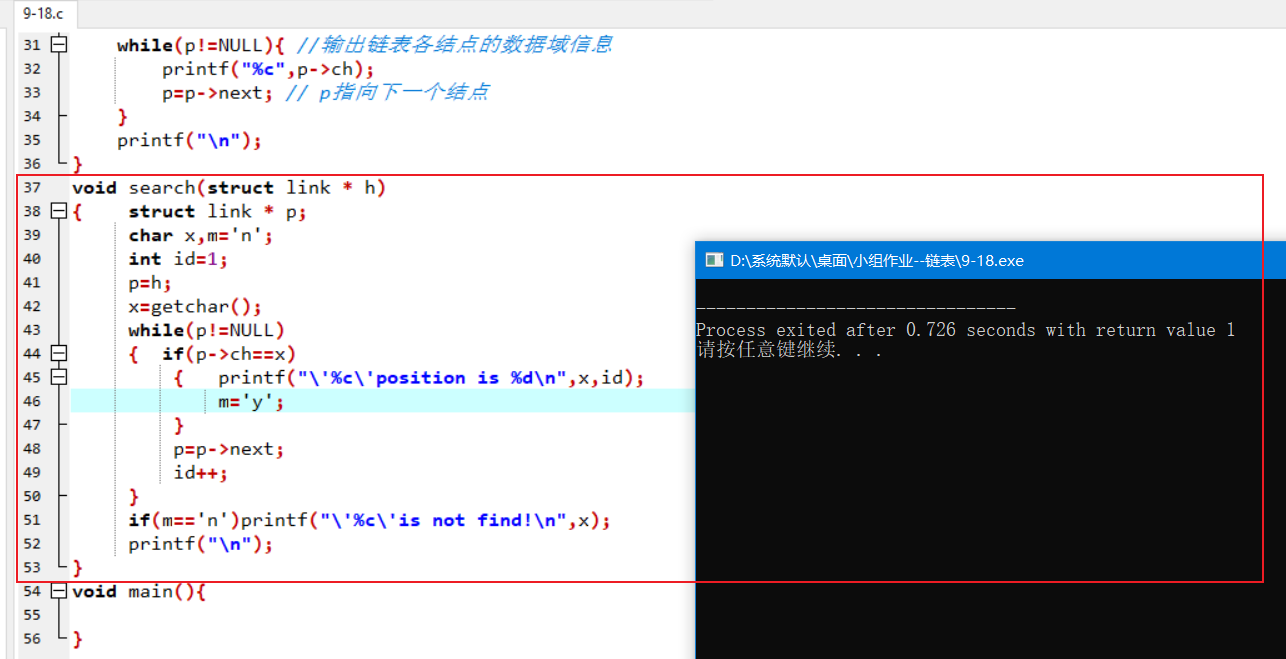 9-18.c
31 while(p!=NULL){ //输出链表各结点的数据域信息
32 printf("%c",p->ch);
33 p=p->next; // p指向下一个结点
34 }
35 printf("\n");
36 }
37 void search(struct link * h)
38 { struct link * p;
39 char x,m='n';
40 int id=1;
41 p=h;
42 x=getchar();
43 while(p!=NULL)
44 { if(p->ch==x)
45 { printf("\'%c\'position is %d\n",x,id);
46 m='y';
47 }
48 p=p->next;
49 id++;
50 }
51 if(m=='n')printf("\'%c\'is not find!\n",x);
52 printf("\n");
53 }
54 void main(){
55
56 }
D:\系统默认\桌面\小组作业--链表\9-18.exe
--------------------------------
Process exited after 0.726 seconds with return value 1
请按任意键继续. . .